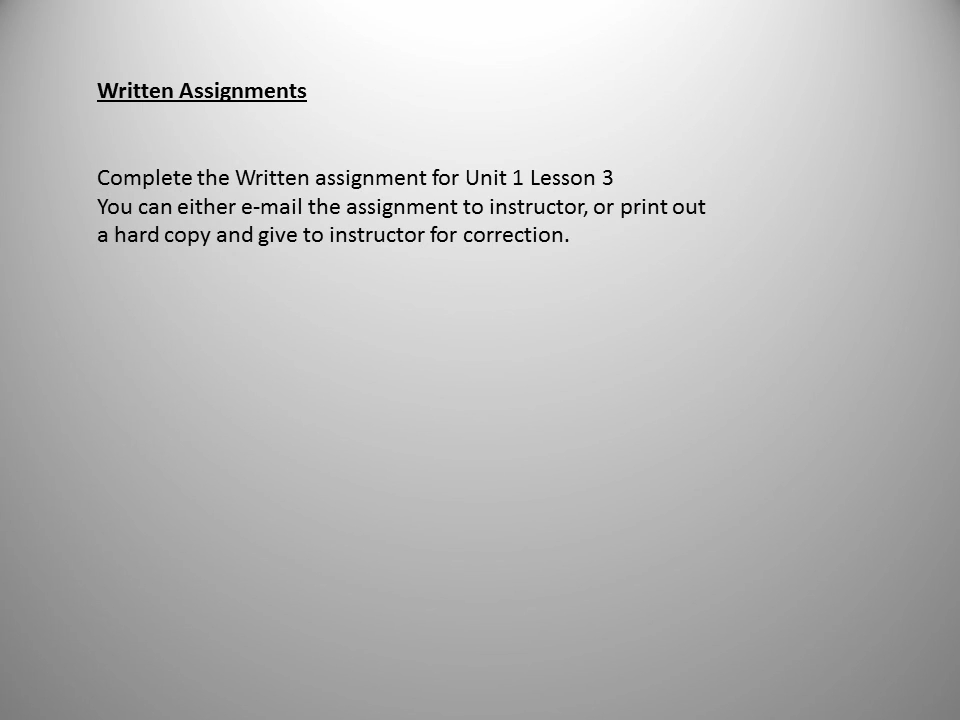 Written Assignments
Complete the Written assignment for Unit 1 Lesson 3
You can either e-mail the assignment to instructor, or print out
a hard copy and give to instructor for correction.